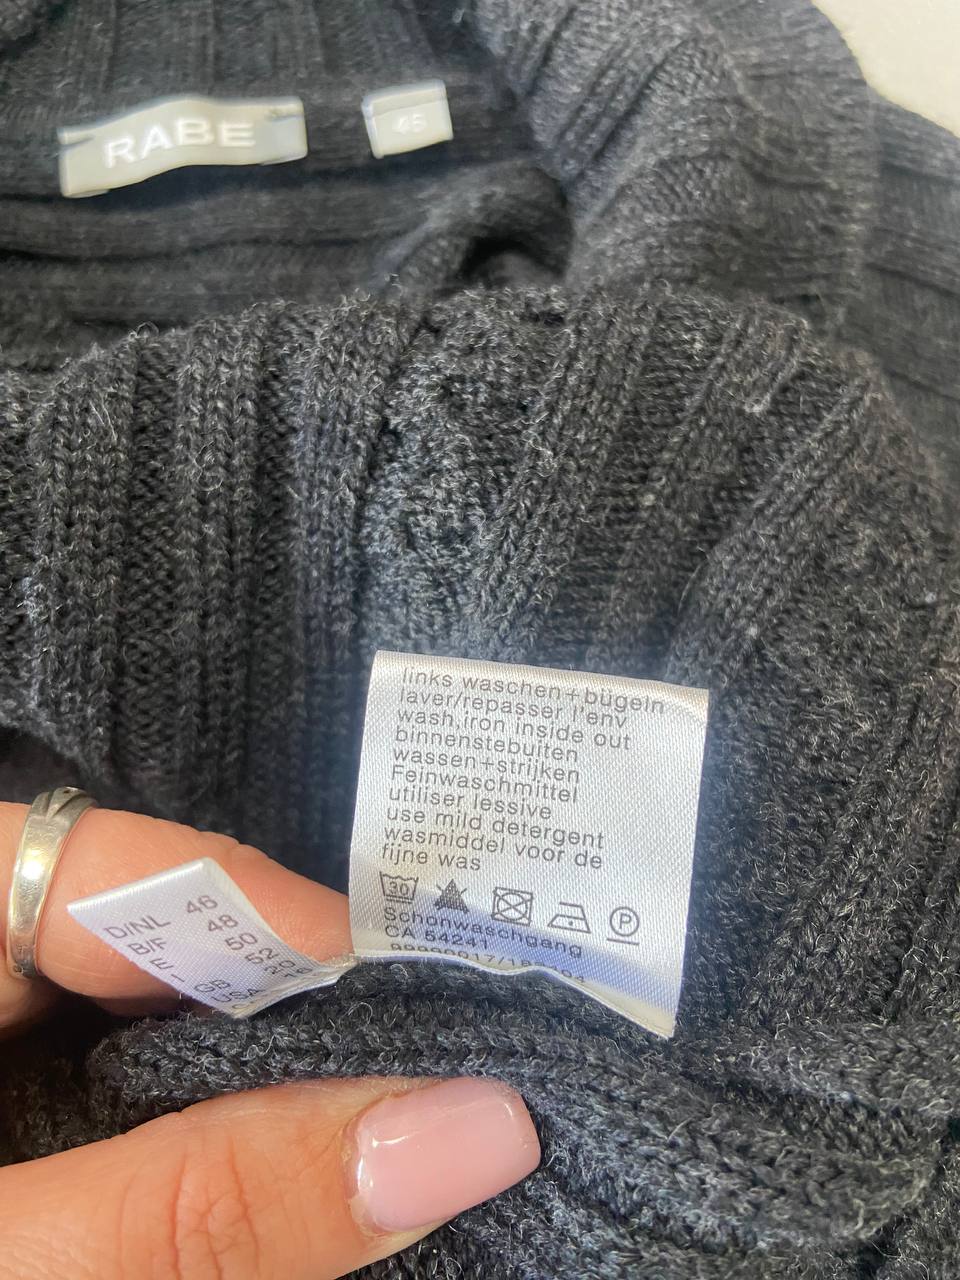 RABE
46
links waschen+bügeln
laver/repasser l'env
wash,iron inside out
binnenstebuiten
wassen+strijken
Feinwaschmittel
utiliser lessive
use mild detergent
wasmiddel voor de
fijne was
30 P
Schonwaschgang
CA 54241
D/NL 46
B/F 48
E 50
I 52
GB 20
USA